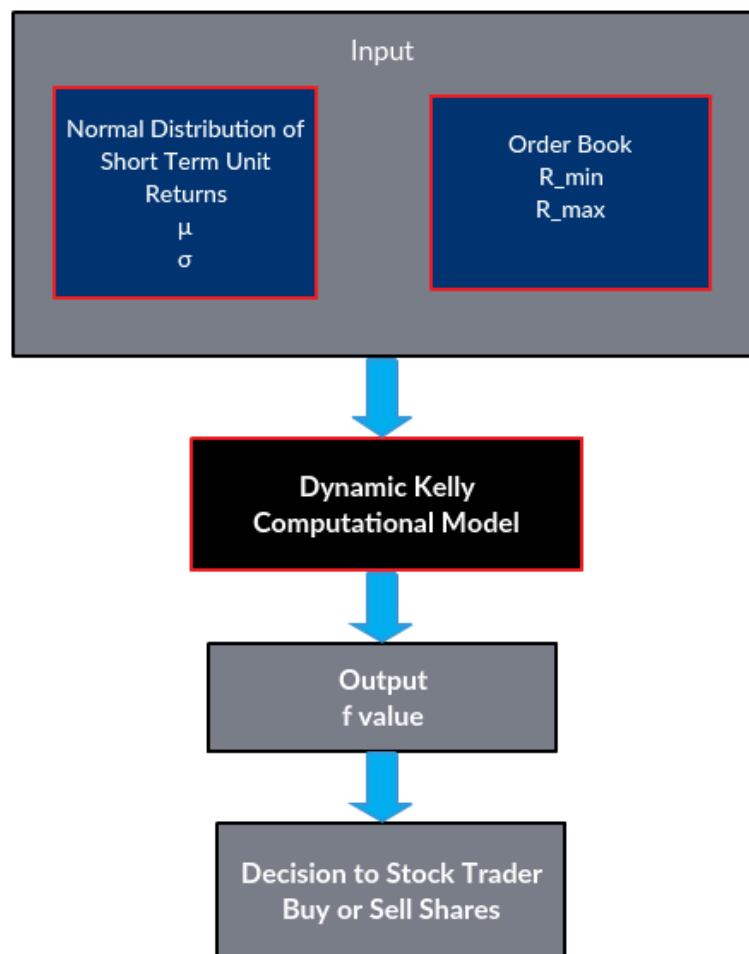 Input
Normal Distribution of
Short Term Unit
Returns
μ
σ
Order Book
R_min
R_max
Dynamic Kelly
Computational Model
Output
f value
Decision to Stock Trader
Buy or Sell Shares